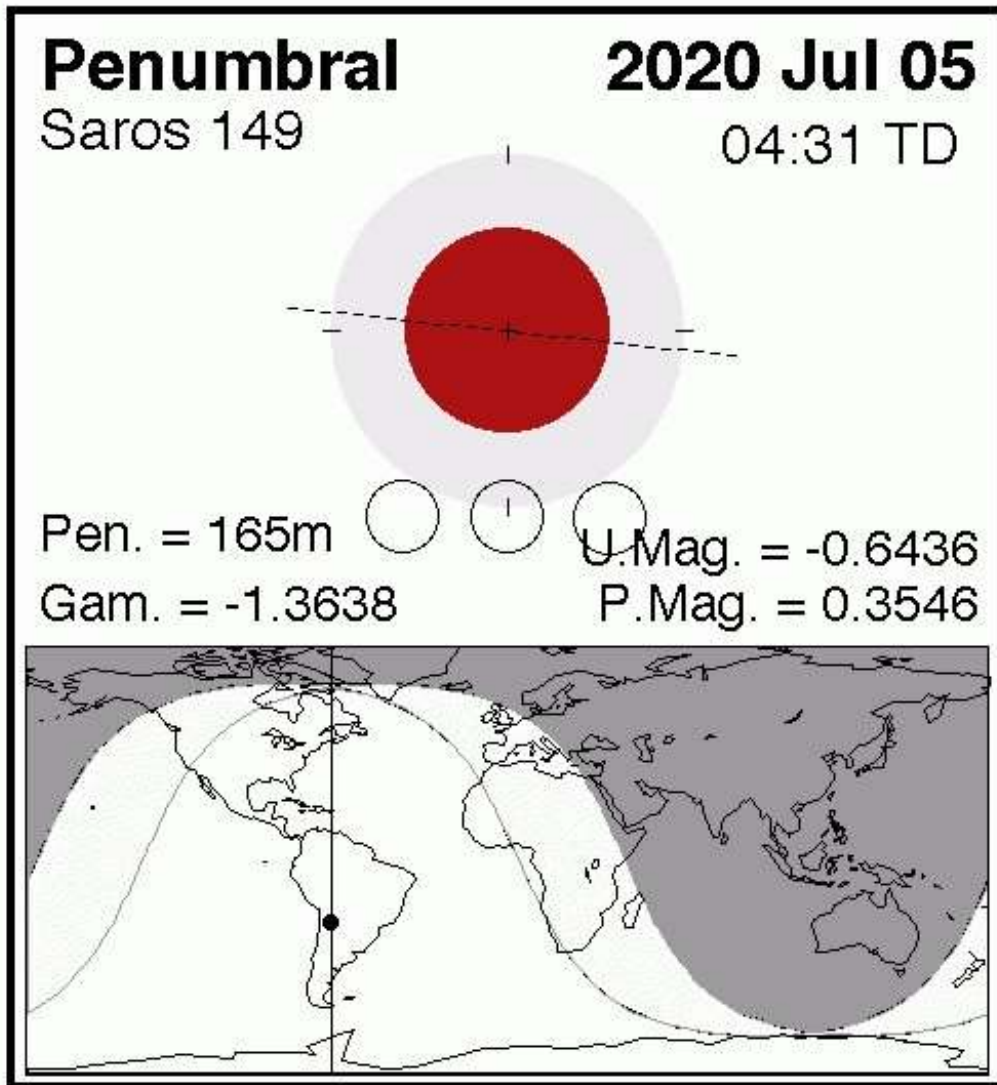 Penumbral 2020 Jul 05
Saros 149 04:31 TD
Pen. = 165m U.Mag. = -0.6436
Gam. = -1.3638 P.Mag. = 0.3546